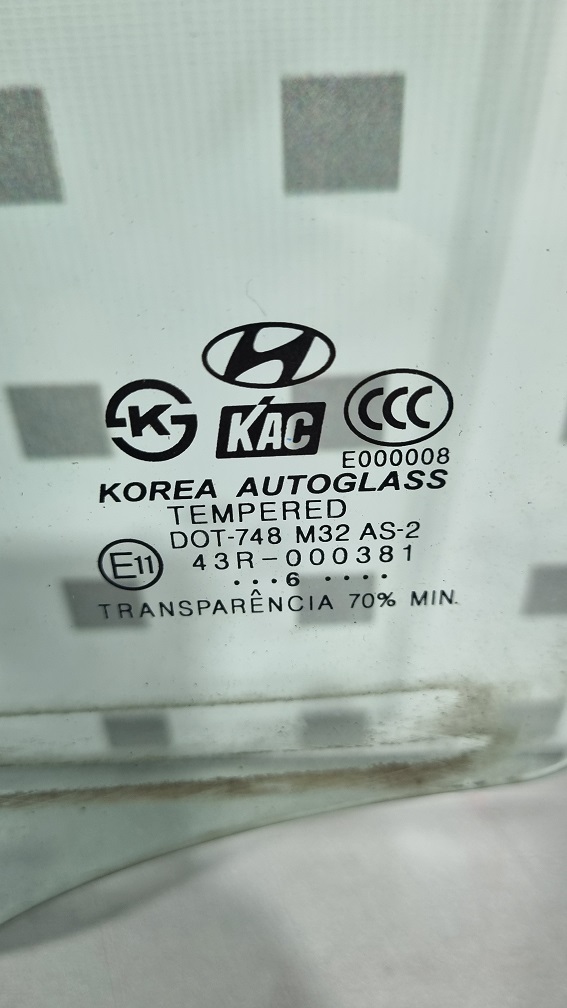 K
KAC
CCC
E000008
KOREA AUTOGLASS
TEMPERED
DOT-748 M32 AS-2
E11
43R-000381
...6 ....
TRANSPARÊNCIA 70% MIN.